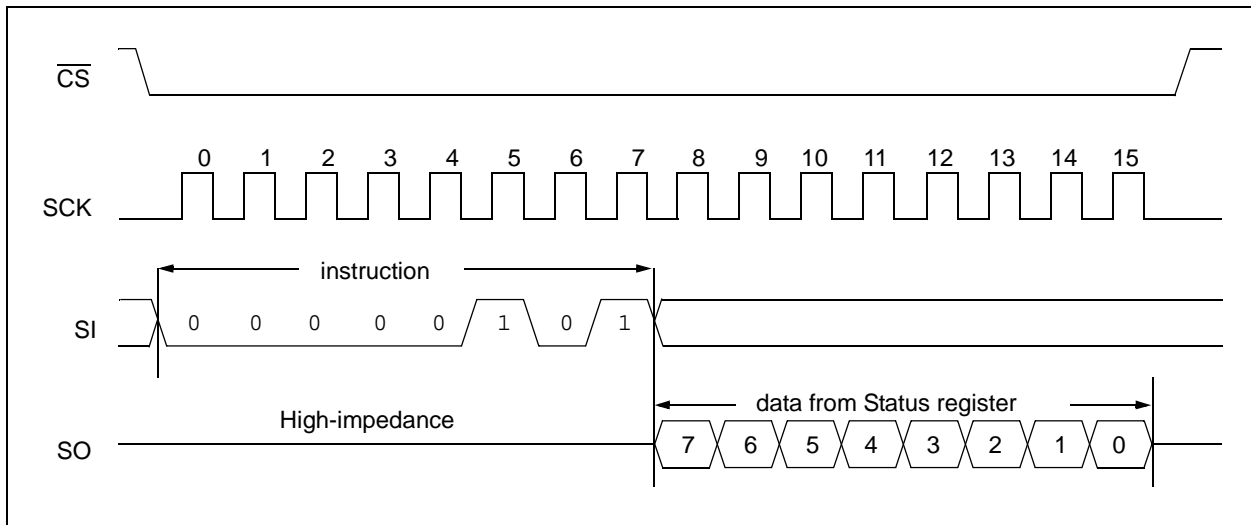 CS
0 1 2 3 4 5 6 7 8 9 10 11 12 13 14 15
SCK
instruction
SI
0 0 0 0 0 1 0 1
data from Status register
High-impedance
SO
7 6 5 4 3 2 1 0